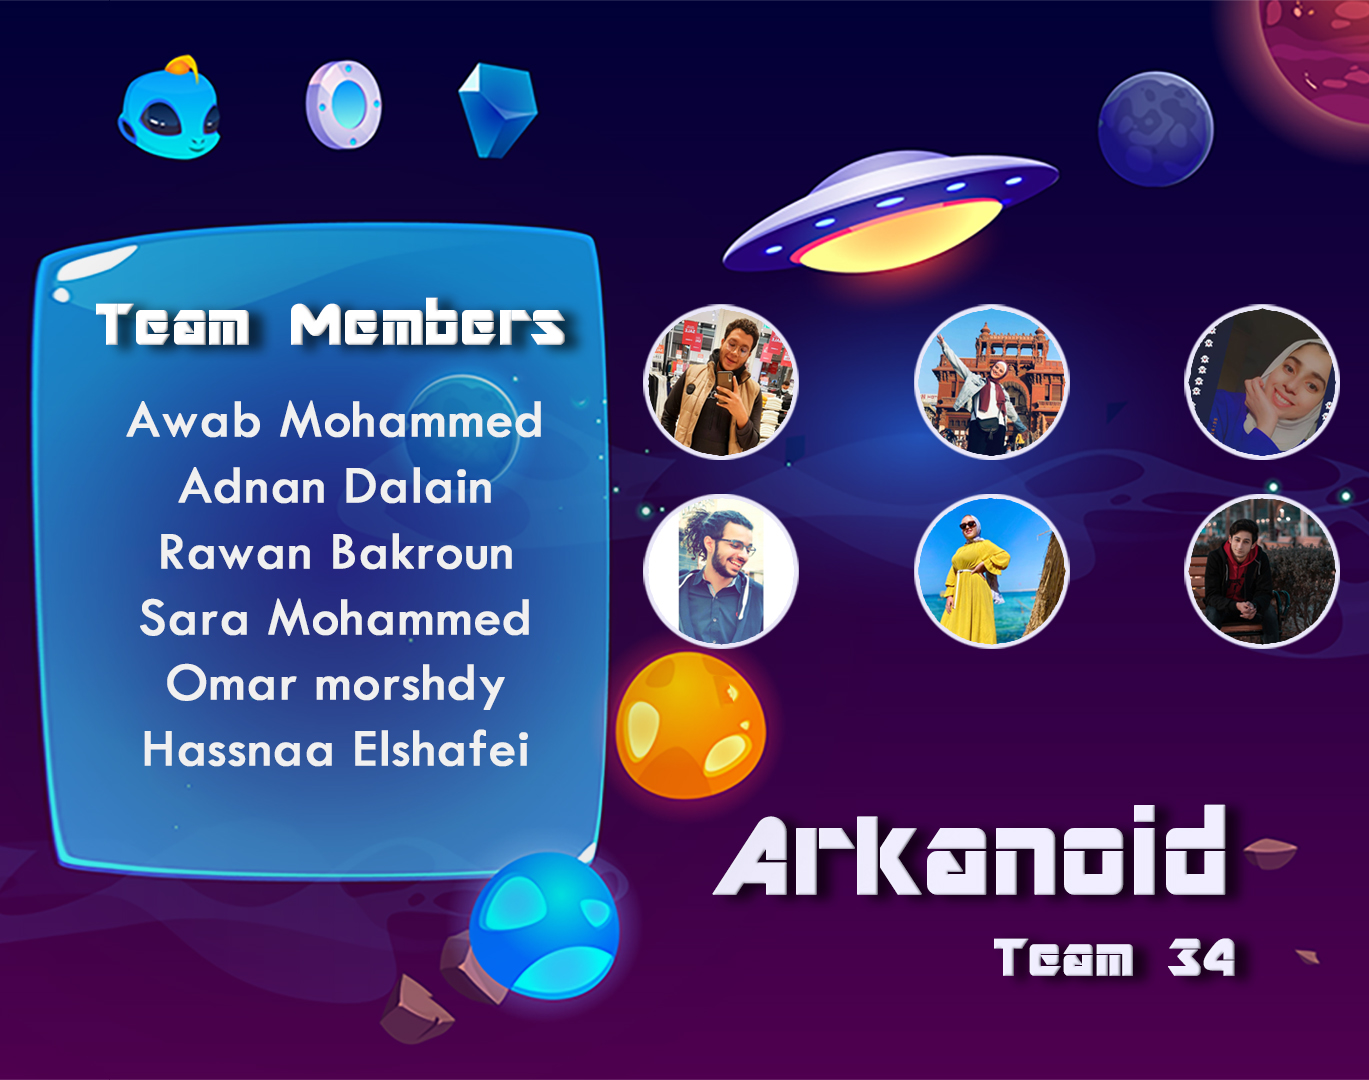 Team Members
Awab Mohammed
Adnan Dalain
Rawan Bakroun
Sara Mohammed
Omar morshdy
Hassnaa Elshafei
Arkanoid
Team 34